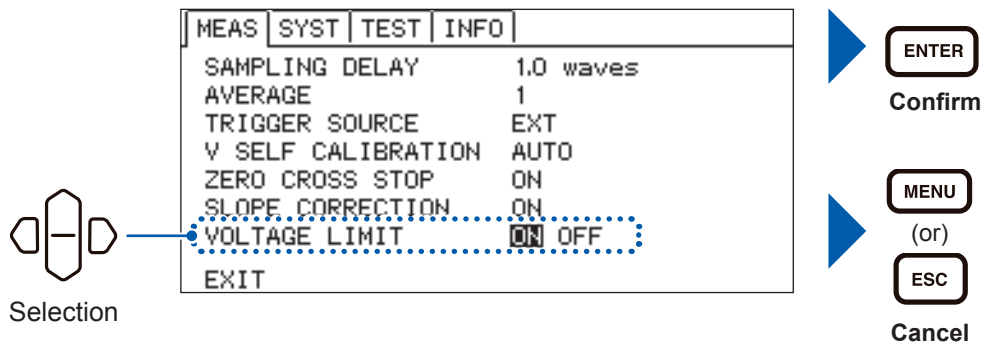 MEAS SYST TEST INFO
SAMPLING DELAY 1.0 waves
AVERAGE 1
TRIGGER SOURCE EXT
V SELF CALIBRATION AUTO
ZERO CROSS STOP ON
SLOPE CORRECTION ON
VOLTAGE LIMIT ON OFF
EXIT
Selection
ENTER
Confirm
MENU
(or)
ESC
Cancel